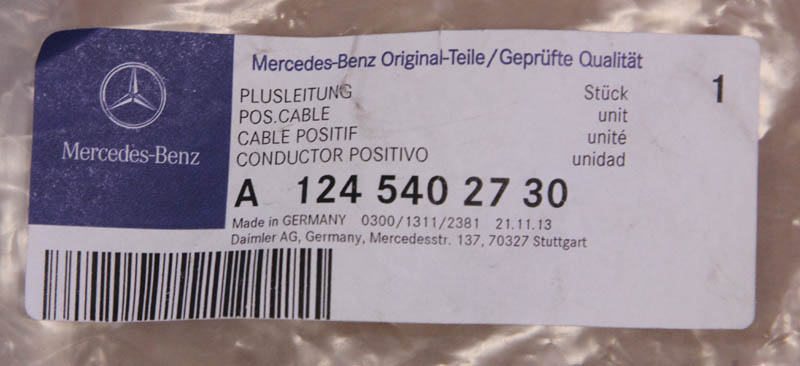 Mercedes-Benz
Mercedes-Benz Original-Teile/Geprüfte Qualität
PLUSLEITUNG Stück 1
POS.CABLE unit
CABLE POSITIF unité
CONDUCTOR POSITIVO unidad
A 124 540 27 30
Made in GERMANY 0300/1311/2381 21.11.13
Daimler AG, Germany, Mercedesstr. 137, 70327 Stuttgart